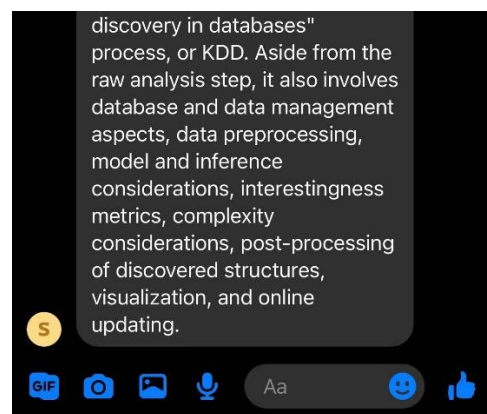 discovery in databases"
process, or KDD. Aside from the
raw analysis step, it also involves
database and data management
aspects, data preprocessing,
model and inference
considerations, interestingness
metrics, complexity
considerations, post-processing
of discovered structures,
visualization, and online
updating.
S
GIF
Aa